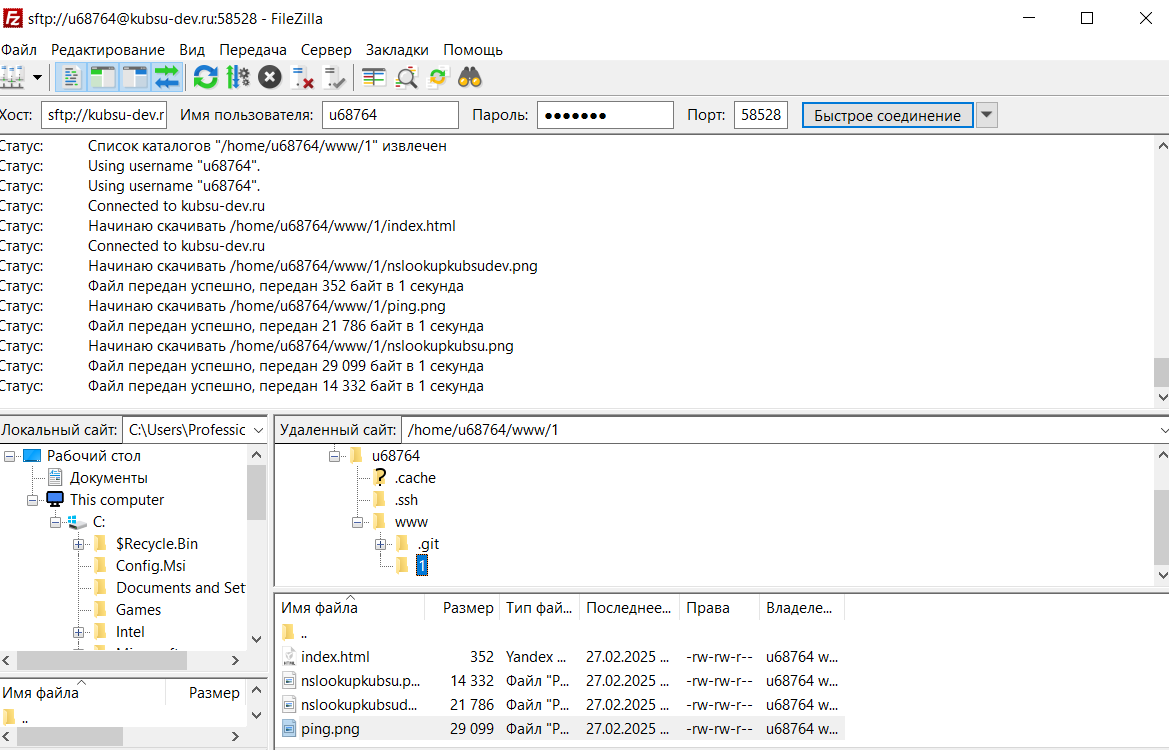 sftp://u68764@kubsu-dev.ru:58528 - FileZilla
Файл Редактирование Вид Передача Сервер Закладки Помощь
Хост: sftp://kubsu-dev.r Имя пользователя: u68764 Пароль: ●●●●●●● Порт: 58528 Быстрое соединение
Статус: Список каталогов "/home/u68764/www/1" извлечен
Статус: Using username "u68764".
Статус: Using username "u68764".
Статус: Connected to kubsu-dev.ru
Статус: Начинаю скачивать /home/u68764/www/1/index.html
Статус: Connected to kubsu-dev.ru
Статус: Начинаю скачивать /home/u68764/www/1/nslookupkubsudev.png
Статус: Файл передан успешно, передан 352 байт в 1 секунда
Статус: Начинаю скачивать /home/u68764/www/1/ping.png
Статус: Файл передан успешно, передан 21 786 байт в 1 секунда
Статус: Начинаю скачивать /home/u68764/www/1/nslookupkubsu.png
Статус: Файл передан успешно, передан 29 099 байт в 1 секунда
Статус: Файл передан успешно, передан 14 332 байт в 1 секунда
Локальный сайт: C:\Users\Professic
Рабочий стол
Документы
This computer
C:
$Recycle.Bin
Config.Msi
Documents and Set
Games
Intel
Имя файла Размер
..
Удаленный сайт: /home/u68764/www/1
u68764
.cache
.ssh
www
.git
1
Имя файла Размер Тип фай... Последнее... Права Владеле...
..
index.html 352 Yandex ... 27.02.2025 ... -rw-rw-r-- u68764 w...
nslookupkubsu.p... 14 332 Файл "P... 27.02.2025 ... -rw-rw-r-- u68764 w...
nslookupkubsud... 21 786 Файл "P... 27.02.2025 ... -rw-rw-r-- u68764 w...
ping.png 29 099 Файл "P... 27.02.2025 ... -rw-rw-r-- u68764 w...